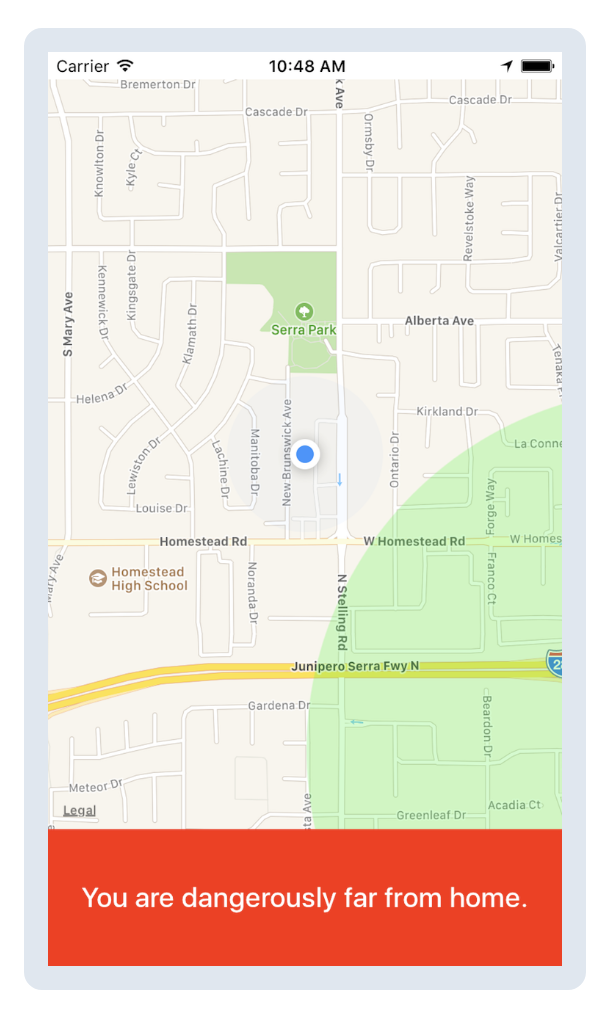 Carrier
10:48 AM
Bremerton Dr
k Ave
Cascade Dr
Cascade Dr
Knowlton Dr
Kyle Ct
Ormsby Dr
Revelstoke Way
Valcartier Dr
S Mary Ave
Kennewick Dr
Kingsgate Dr
Klamath Dr
Serra Park
Alberta Ave
Tenaka P
Helena Dr
Kirkland Dr
Lewiston Dr
Lachine Dr
Manitoba Dr
New Brunswick Ave
Ontario Dr
La Conne
Forge Way
Louise Dr
Homestead Rd
W Homestead Rd
W Homes
Mary Ave
Homestead
High School
Noranda Dr
N Stelling Rd
Franco Ct
Junipero Serra Fwy N
28
Gardena Dr
Beardon Dr
Meteor Dr
Legal
sta Ave
Greenleaf Dr
Acadia Ct
You are dangerously far from home.